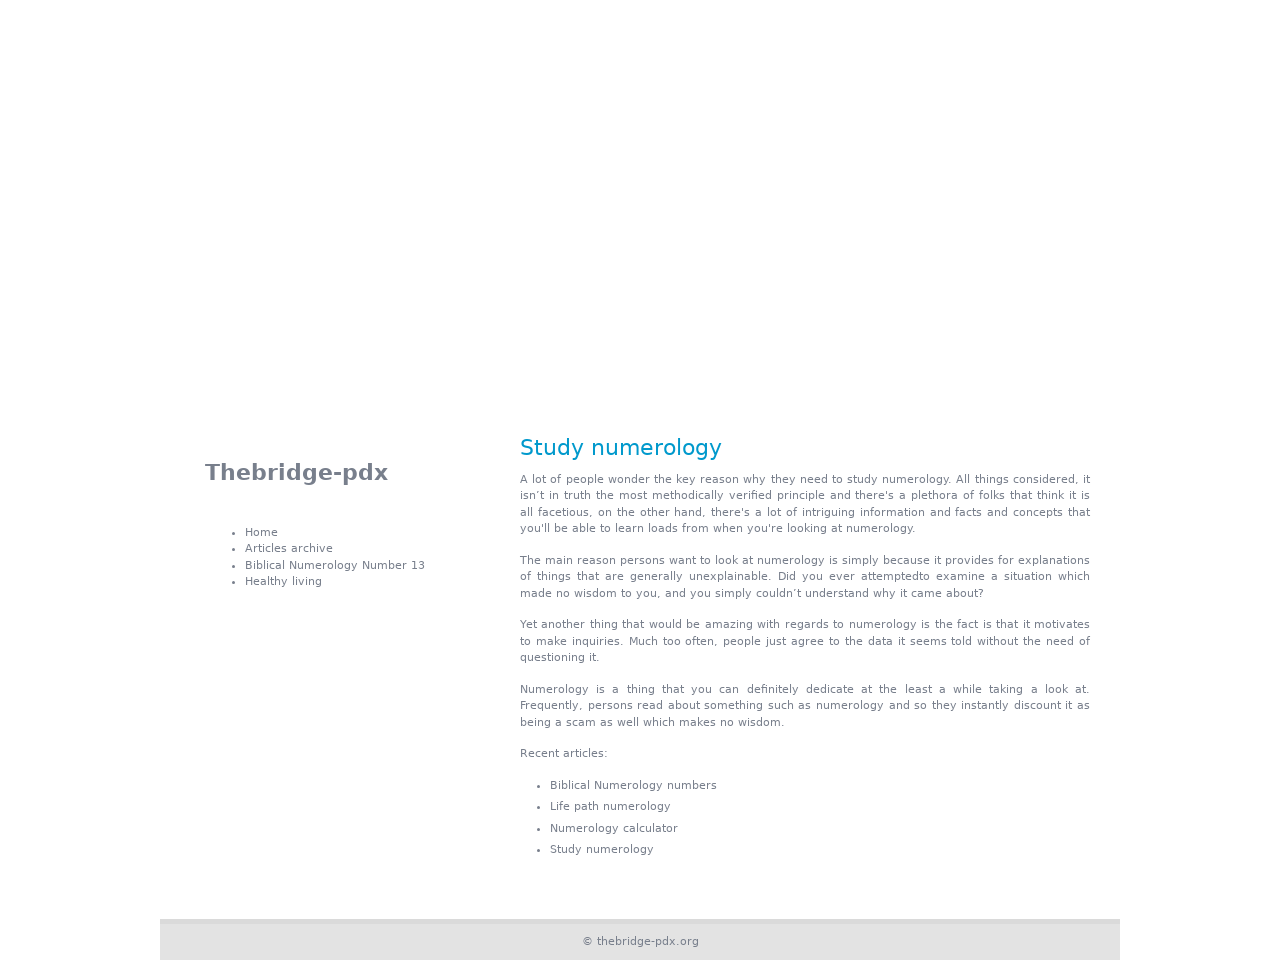 Thebridge-pdx
Home
Articles archive
Biblical Numerology Number 13
Healthy living
Study numerology
A lot of people wonder the key reason why they need to study numerology. All things considered, it
isn’t in truth the most methodically verified principle and there's a plethora of folks that think it is
all facetious, on the other hand, there's a lot of intriguing information and facts and concepts that
you'll be able to learn loads from when you're looking at numerology.
The main reason persons want to look at numerology is simply because it provides for explanations
of things that are generally unexplainable. Did you ever attemptedto examine a situation which
made no wisdom to you, and you simply couldn’t understand why it came about?
Yet another thing that would be amazing with regards to numerology is the fact is that it motivates
to make inquiries. Much too often, people just agree to the data it seems told without the need of
questioning it.
Numerology is a thing that you can definitely dedicate at the least a while taking a look at.
Frequently, persons read about something such as numerology and so they instantly discount it as
being a scam as well which makes no wisdom.
Recent articles:
Biblical Numerology numbers
Life path numerology
Numerology calculator
Study numerology
© thebridge-pdx.org